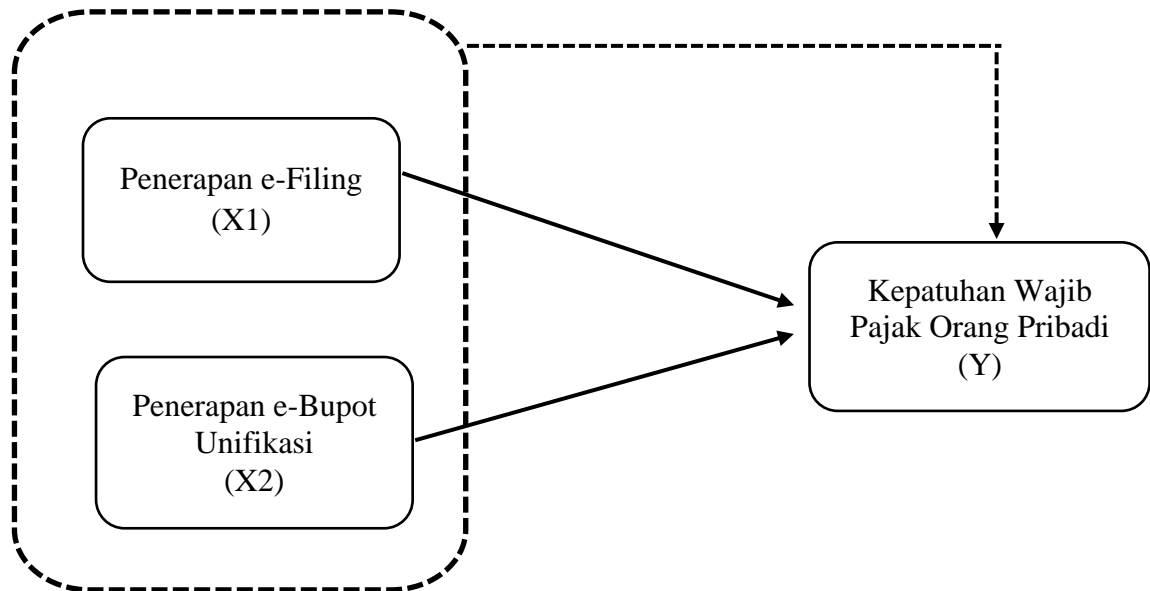 Penerapan e-Filing
(X1)
Kepatuhan Wajib
Pajak Orang Pribadi
(Y)
Penerapan e-Bupot
Unifikasi
(X2)